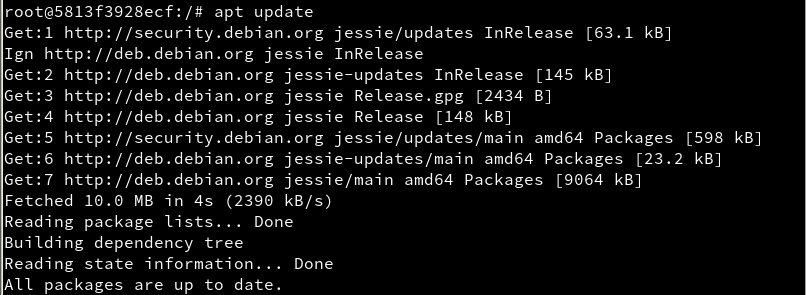 root@5813f3928ecf:/# apt update
Get:1 http://security.debian.org jessie/updates InRelease [63.1 kB]
Ign http://deb.debian.org jessie InRelease
Get:2 http://deb.debian.org jessie-updates InRelease [145 kB]
Get:3 http://deb.debian.org jessie Release.gpg [2434 B]
Get:4 http://deb.debian.org jessie Release [148 kB]
Get:5 http://security.debian.org jessie/updates/main amd64 Packages [598 kB]
Get:6 http://deb.debian.org jessie-updates/main amd64 Packages [23.2 kB]
Get:7 http://deb.debian.org jessie/main amd64 Packages [9064 kB]
Fetched 10.0 MB in 4s (2390 kB/s)
Reading package lists... Done
Building dependency tree
Reading state information... Done
All packages are up to date.